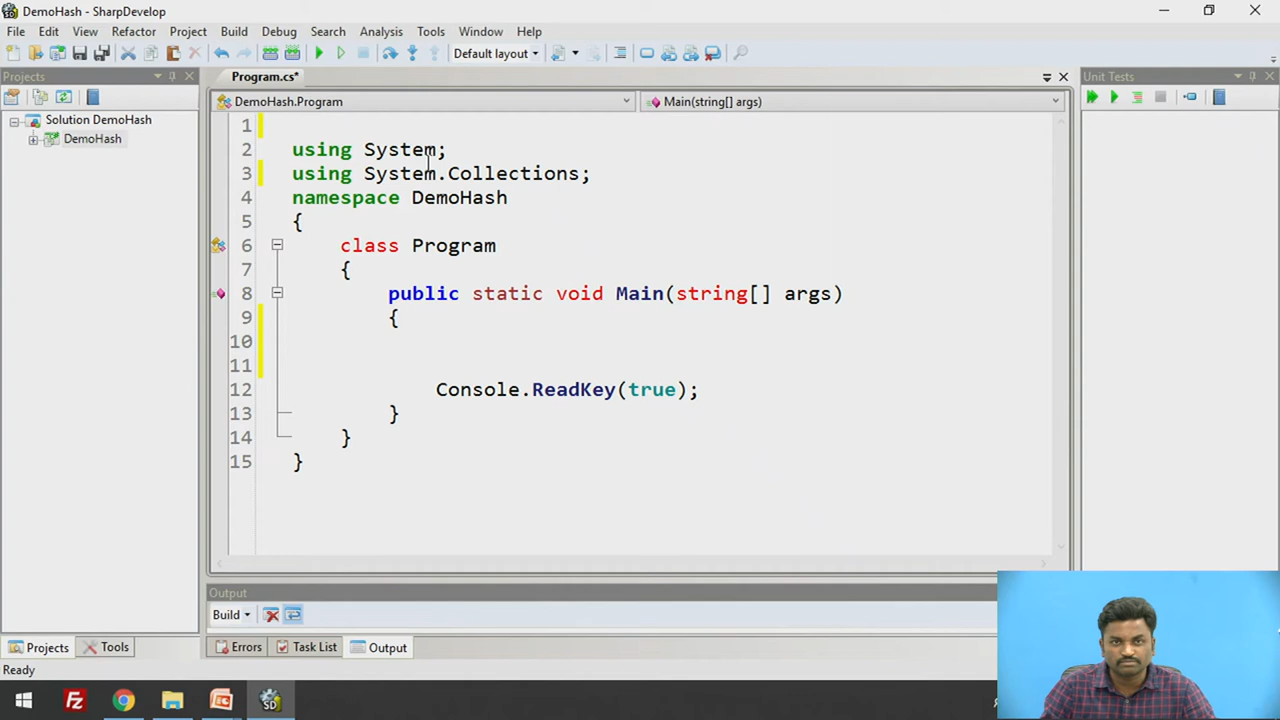 DemoHash - SharpDevelop
File Edit View Refactor Project Build Debug Search Analysis Tools Window Help
Default layout
Projects
Program.cs*
Unit Tests
DemoHash.Program
Main(string[] args)
Solution DemoHash
DemoHash
1
2 using System;
3 using System.Collections;
4 namespace DemoHash
5 {
6 class Program
7 {
8 public static void Main(string[] args)
9 {
10
11
12 Console.ReadKey(true);
13 }
14 }
15 }
Output
Build
Projects Tools Errors Task List Output
Ready
Fz SD